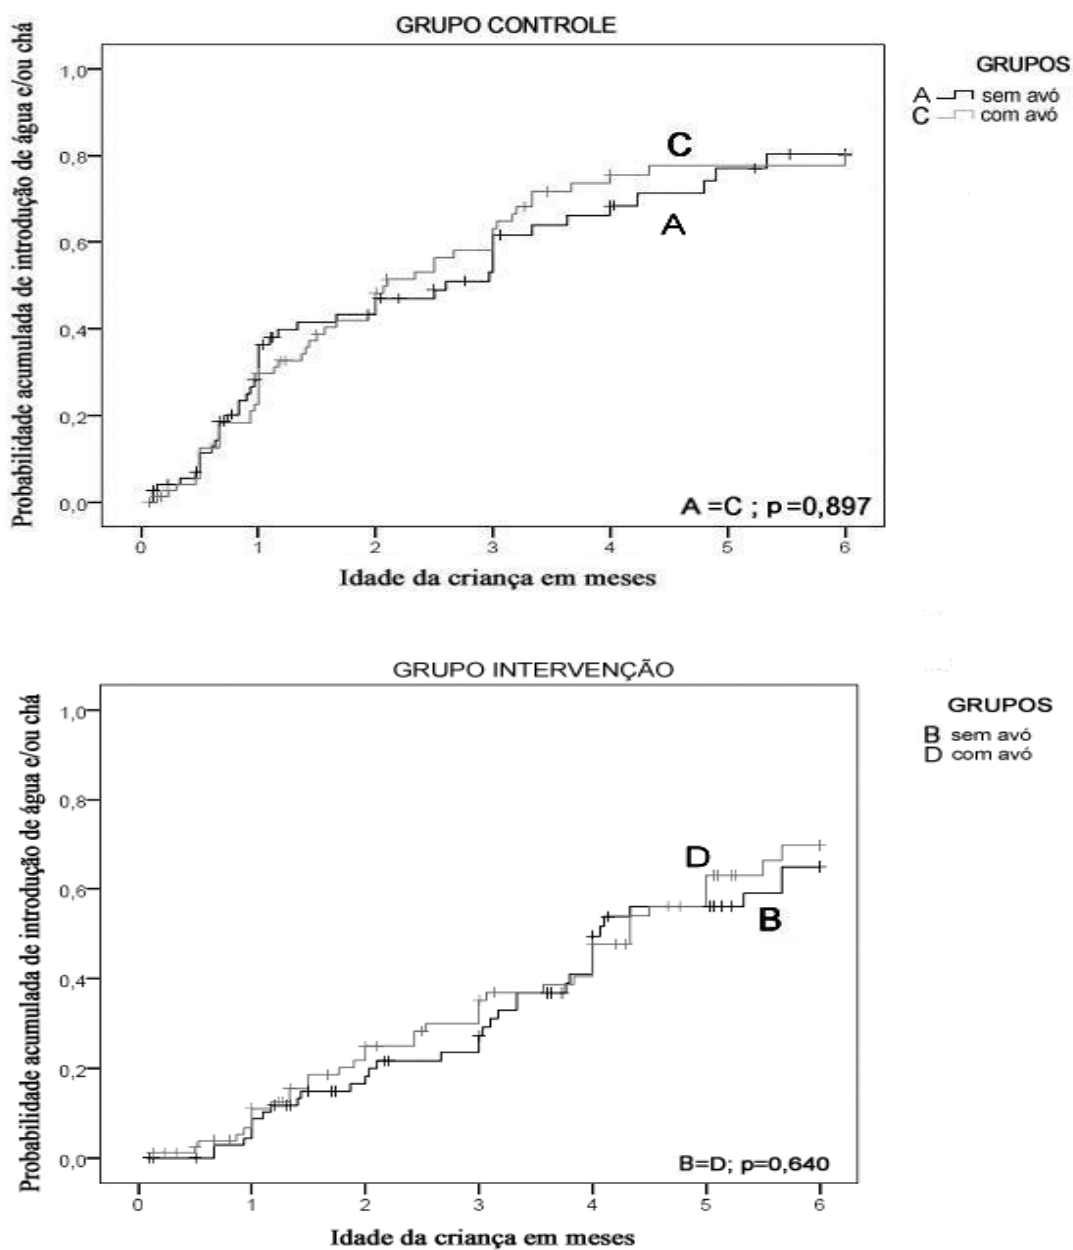 GRUPO CONTROLE
Probabilidade acumulada de introdução de água e/ou chá
1,0
0,8
0,6
0,4
0,2
0,0
0 1 2 3 4 5 6
Idade da criança em meses
C
A
A =C ; p=0,897
GRUPOS
A sem avó
C com avó
GRUPO INTERVENÇÃO
Probabilidade acumulada de introdução de água e/ou chá
1,0
0,8
0,6
0,4
0,2
0,0
0 1 2 3 4 5 6
Idade da criança em meses
D
B
B=D; p=0,640
GRUPOS
B sem avó
D com avó